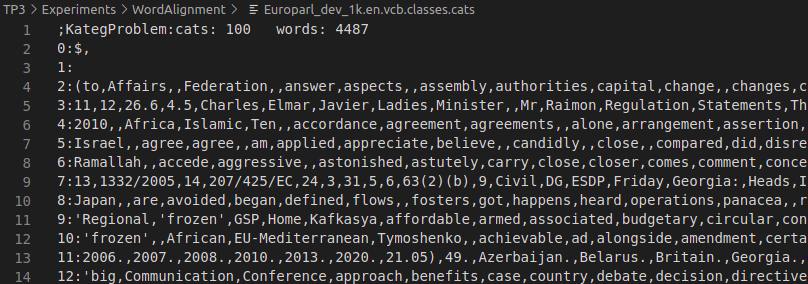 TP3 > Experiments > WordAlignment > Europarl_dev_1k.en.vcb.classes.cats
1 ;KategProblem:cats: 100 words: 4487
2 0:$,
3 1:
4 2:(to,Affairs,,Federation,,answer,aspects,,assembly,authorities,capital,change,,changes,c
5 3:11,12,26.6,4.5,Charles,Elmar,Javier,Ladies,Minister,,Mr,Raimon,Regulation,Statements,Th
6 4:2010,,Africa,Islamic,Ten,,accordance,agreement,agreements,,alone,arrangement,assertion,
7 5:Israel,,agree,agree,,am,applied,appreciate,believe,,candidly,,close,,compared,did,disre
8 6:Ramallah,,accede,aggressive,,astonished,astutely,carry,close,closer,comes,comment,conce
9 7:13,1332/2005,14,207/425/EC,24,3,31,5,6,63(2)(b),9,Civil,DG,ESDP,Friday,Georgia:,Heads,I
10 8:Japan,,are,avoided,began,defined,flows,,fosters,got,happens,heard,operations,panacea,,r
11 9:'Regional,'frozen',GSP,Home,Kafkasya,affordable,armed,associated,budgetary,circular,con
12 10:'frozen',,African,EU-Mediterranean,Tymoshenko,,achievable,ad,alongside,amendment,certa
13 11:2006.,2007.,2008.,2010.,2013.,2020.,21.05),49.,Azerbaijan.,Belarus.,Britain.,Georgia.,
14 12:'big,Communication,Conference,approach,benefits,case,country,debate,decision,directive